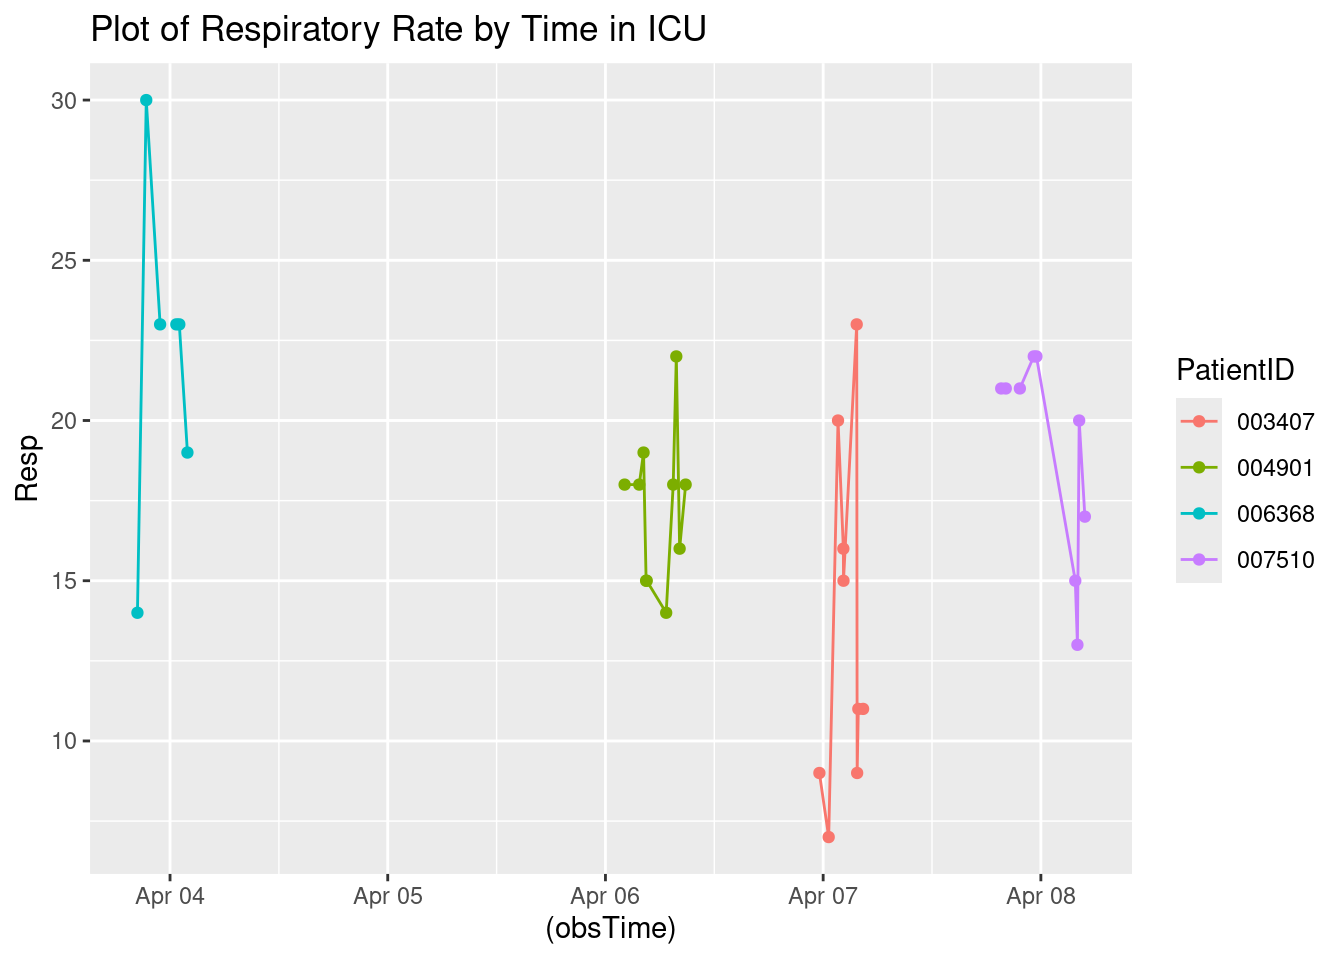 Plot of Respiratory Rate by Time in ICU
30
25
20
15
10
Resp
Apr 04 Apr 05 Apr 06 Apr 07 Apr 08
(obsTime)
PatientID
003407
004901
006368
007510